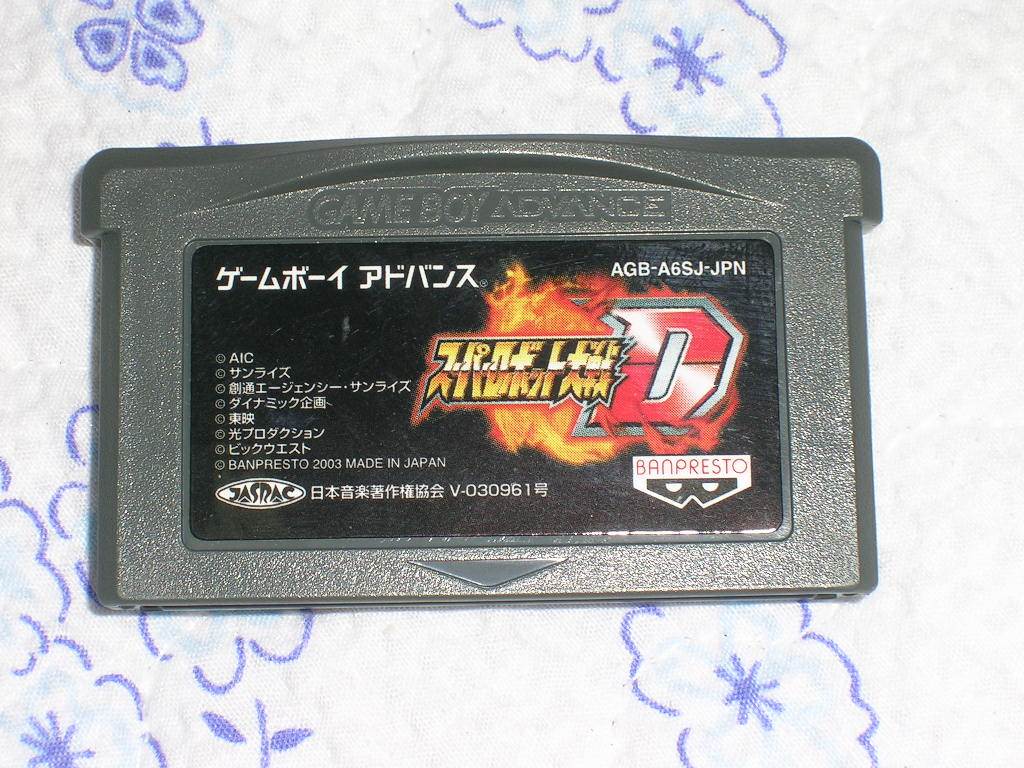 GAME BOY ADVANCE
ゲームボーイ アドバンス®
AGB-A6SJ-JPN
スーパーロボット大戦
D
© AIC
© サンライズ
© 創通エージェンシー・サンライズ
© ダイナミック企画
© 東映
© 光プロダクション
© ビックウエスト
© BANPRESTO 2003 MADE IN JAPAN
BANPRESTO
JASRAC 日本音楽著作権協会 V-030961号